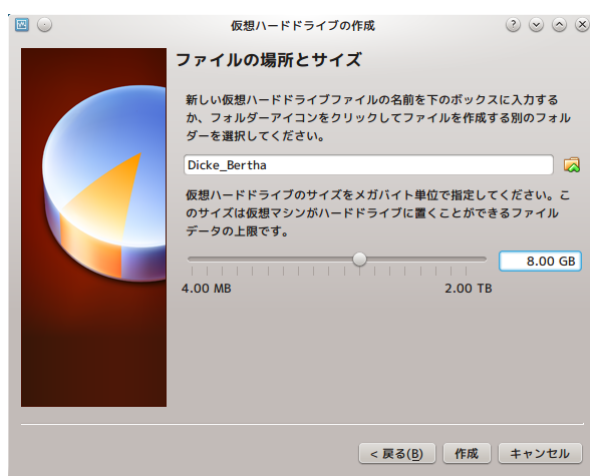 仮想ハードドライブの作成
ファイルの場所とサイズ
新しい仮想ハードドライブファイルの名前を下のボックスに入力する
か、フォルダーアイコンをクリックしてファイルを作成する別のフォル
ダーを選択してください。
Dicke_Bertha
仮想ハードドライブのサイズをメガバイト単位で指定してください。こ
のサイズは仮想マシンがハードドライブに置くことができるファイル
データの上限です。
8.00 GB
4.00 MB 2.00 TB
< 戻る(B) 作成 キャンセル